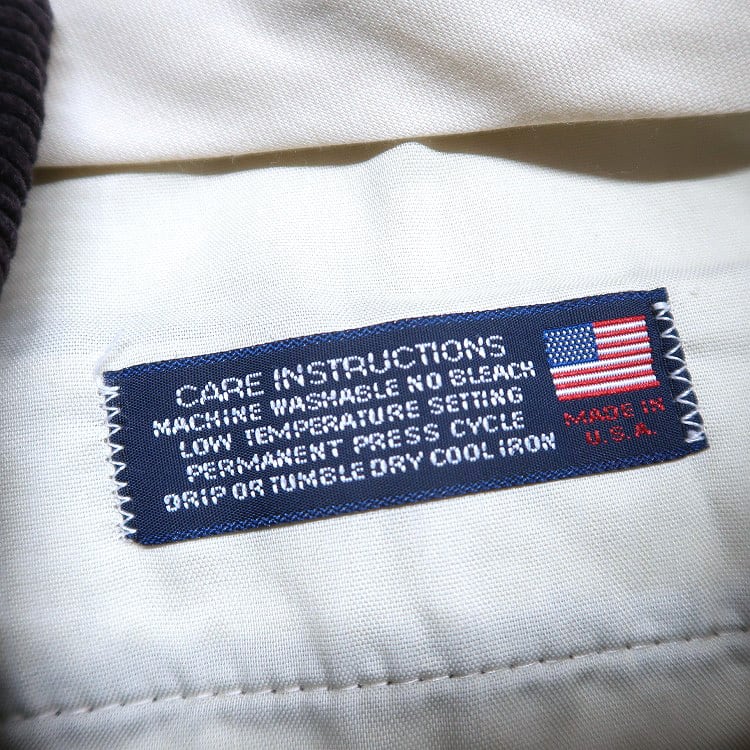 CARE INSTRUCTIONS
MACHINE WASHABLE NO BLEACH
LOW TEMPERATURE SETTING
PERMANENT PRESS CYCLE
DRIP OR TUMBLE DRY COOL IRON
MADE IN
U.S.A.